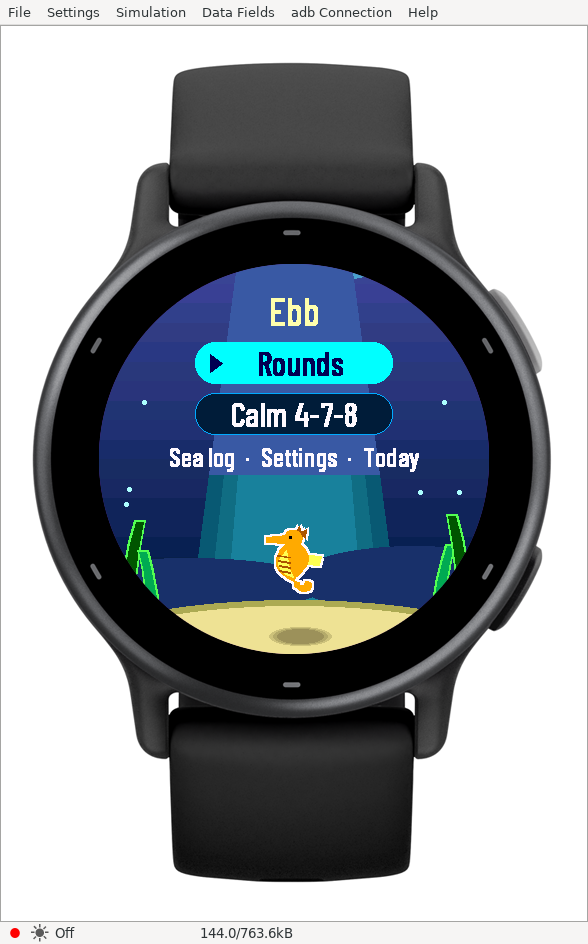 File Settings Simulation Data Fields adb Connection Help
Ebb
Rounds
Calm 4-7-8
Sea log · Settings · Today
Off 144.0/763.6kB